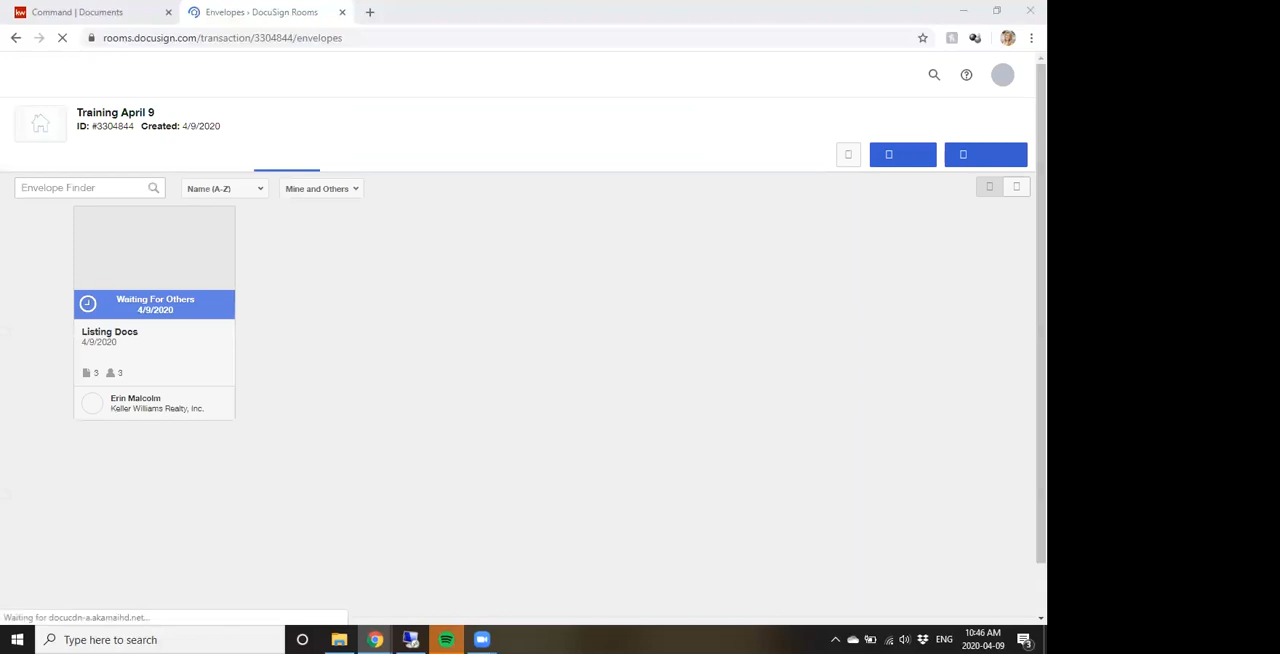 Command | Documents
Envelopes › DocuSign Rooms
rooms.docusign.com/transaction/3304844/envelopes
Training April 9
ID: #3304844 Created: 4/9/2020
Envelope Finder
Name (A-Z)
Mine and Others
Waiting For Others
4/9/2020
Listing Docs
4/9/2020
3 3
Erin Malcolm
Keller Williams Realty, Inc.
Waiting for docucdn-a.akamaihd.net...
Type here to search
ENG
10:46 AM
2020-04-09
3